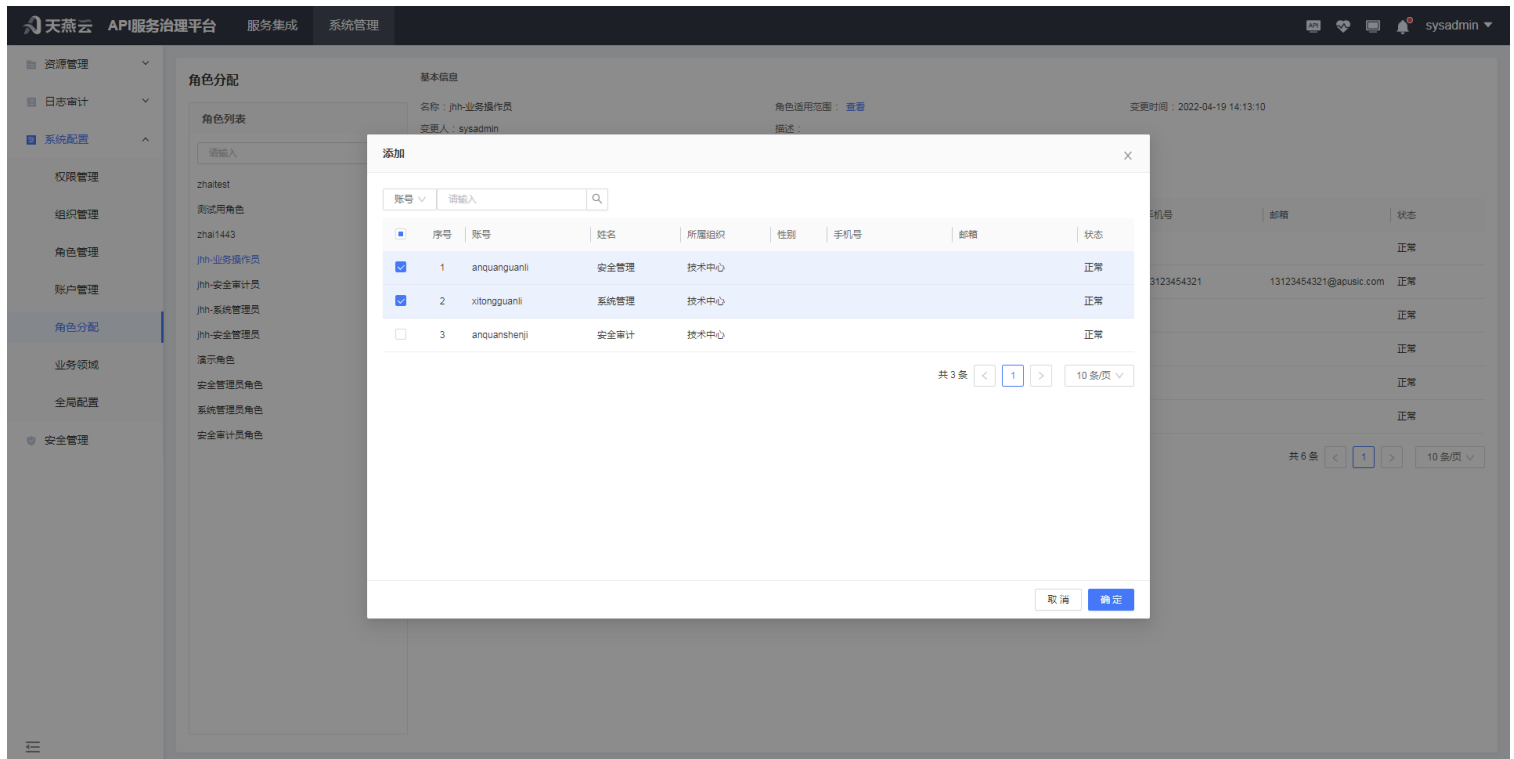 天燕云 API服务治理平台 服务集成 系统管理 API sysadmin
资源管理
日志审计
系统配置
权限管理
组织管理
角色管理
账户管理
角色分配
业务领域
全局配置
安全管理
角色分配
角色列表
请输入
zhaitest
测试用角色
zhai1443
jhh-业务操作员
jhh-安全审计员
jhh-系统管理员
jhh-安全管理员
演示角色
安全管理员角色
系统管理员角色
安全审计员角色
基本信息
名称：jhh-业务操作员 角色适用范围： 查看 变更时间：2022-04-19 14:13:10
变更人：sysadmin 描述：
手机号 邮箱 状态
正常
3123454321 13123454321@apusic.com 正常
正常
正常
正常
正常
共 6 条 < 1 > 10 条/页
添加
账号 请输入
序号 账号 姓名 所属组织 性别 手机号 邮箱 状态
1 anquanguanli 安全管理 技术中心 正常
2 xitongguanli 系统管理 技术中心 正常
3 anquanshenji 安全审计 技术中心 正常
共 3 条 < 1 > 10 条/页
取 消 确 定